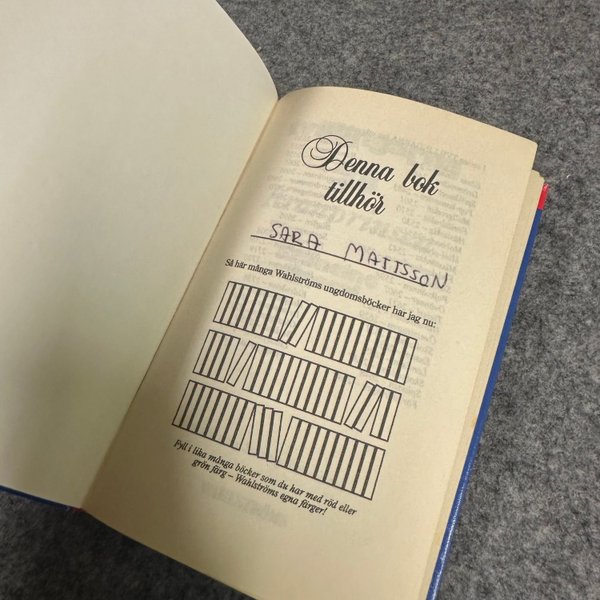 Denna bok
tillhör
SARA MATTSSON
Så här många Wahlströms ungdomsböcker har jag nu:
Fyll i lika många böcker som du har med röd eller
grön färg – Wahlströms egna färger!